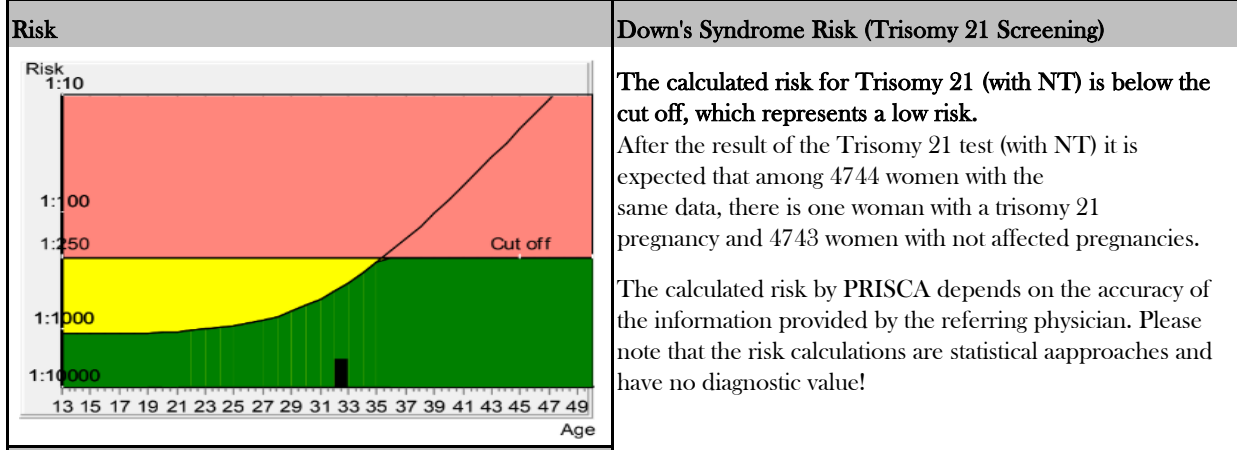 Risk
Risk
1:10
1:100
1:250
Cut off
1:1000
1:10000
13 15 17 19 21 23 25 27 29 31 33 35 37 39 41 43 45 47 49
Age
Down's Syndrome Risk (Trisomy 21 Screening)
The calculated risk for Trisomy 21 (with NT) is below the
cut off, which represents a low risk.
After the result of the Trisomy 21 test (with NT) it is
expected that among 4744 women with the
same data, there is one woman with a trisomy 21
pregnancy and 4743 women with not affected pregnancies.
The calculated risk by PRISCA depends on the accuracy of
the information provided by the referring physician. Please
note that the risk calculations are statistical aapproaches and
have no diagnostic value!